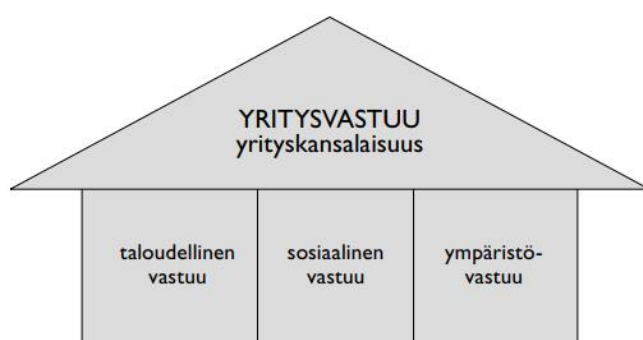 YRITYSVASTUU
yrityskansalaisuus
taloudellinen
vastuu
sosiaalinen
vastuu
ympäristö-
vastuu